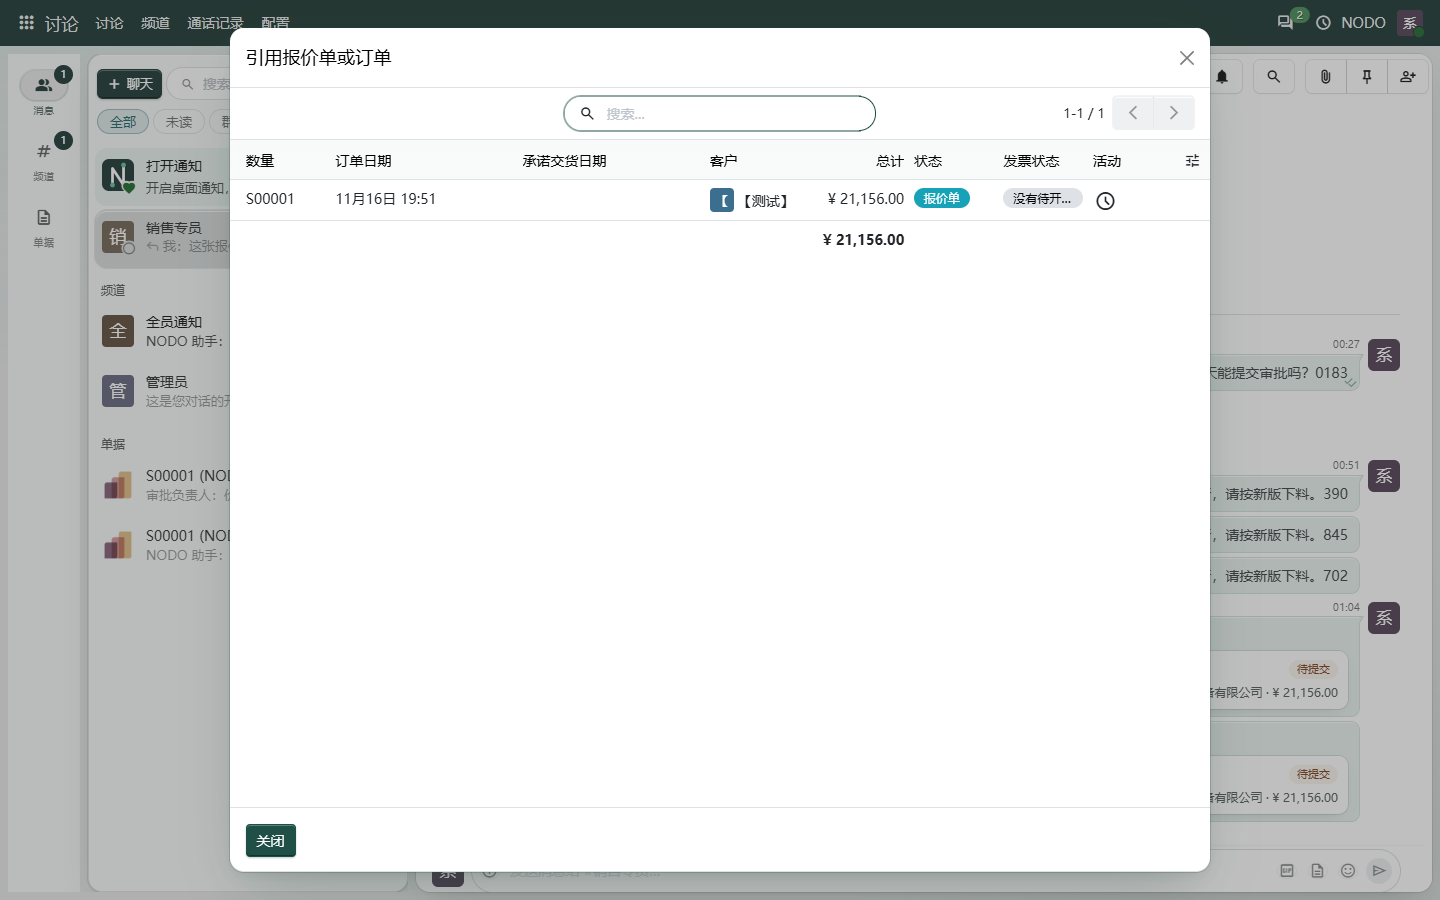 讨论 讨论 频道 通话记录 配置 2 NODO 系
引用报价单或订单
搜索...
1-1 / 1
数量 订单日期 承诺交货日期 客户 总计 状态 发票状态 活动
S00001 11月16日 19:51 【 【测试】 ¥ 21,156.00 报价单 没有待开...
¥ 21,156.00
关闭
1
消息
1
频道
单据
聊天 搜索
全部 未读
打开通知
开启桌面通知,
销 销售专员
我：这张报
频道
全 全员通知
NODO 助手：
管 管理员
这是您对话的
单据
S00001 (NOD
审批负责人：
S00001 (NOD
NODO 助手：
00:27 系
能提交审批吗？0183
00:51 系
，请按新版下料。390
，请按新版下料。845
，请按新版下料。702
01:04 系
待提交
有限公司 · ¥ 21,156.00
待提交
有限公司 · ¥ 21,156.00
GIF